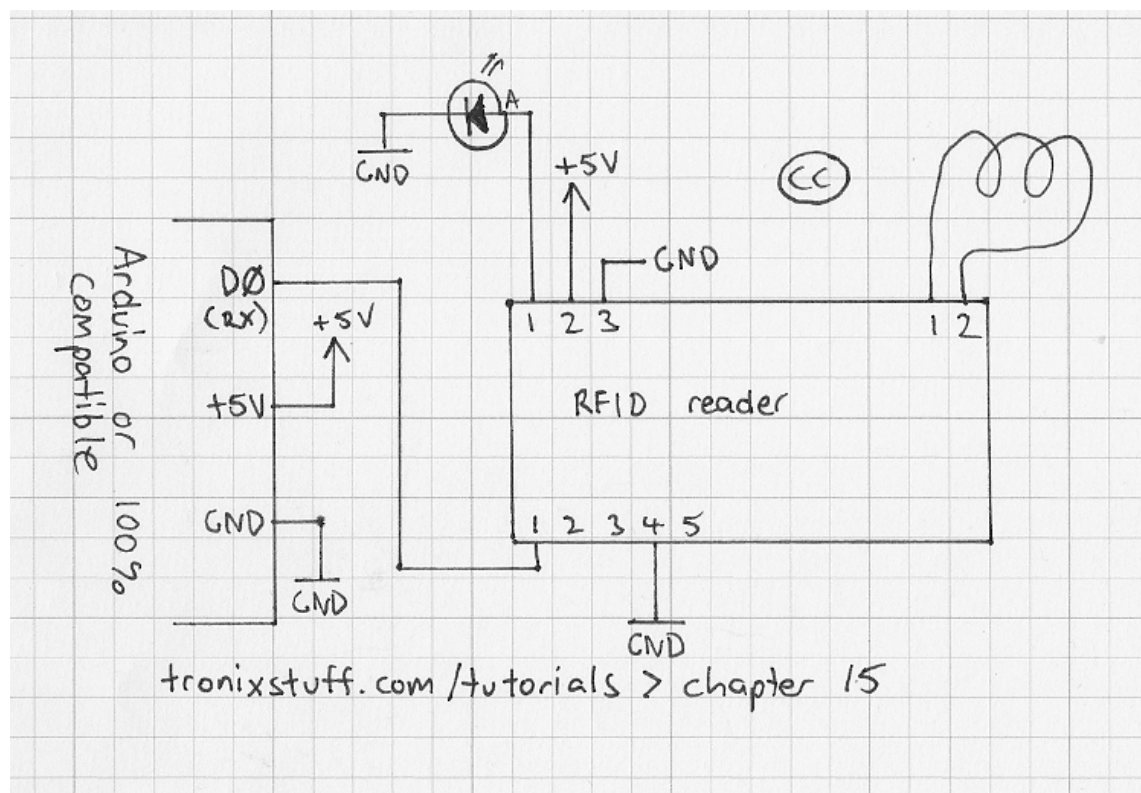 A
GND
+5V
CC
GND
DØ
(RX)
+5V
+5V
GND
GND
Arduino or 100%
compatible
1 2 3
1 2
RFID reader
1 2 3 4 5
GND
tronixstuff.com/tutorials > chapter 15